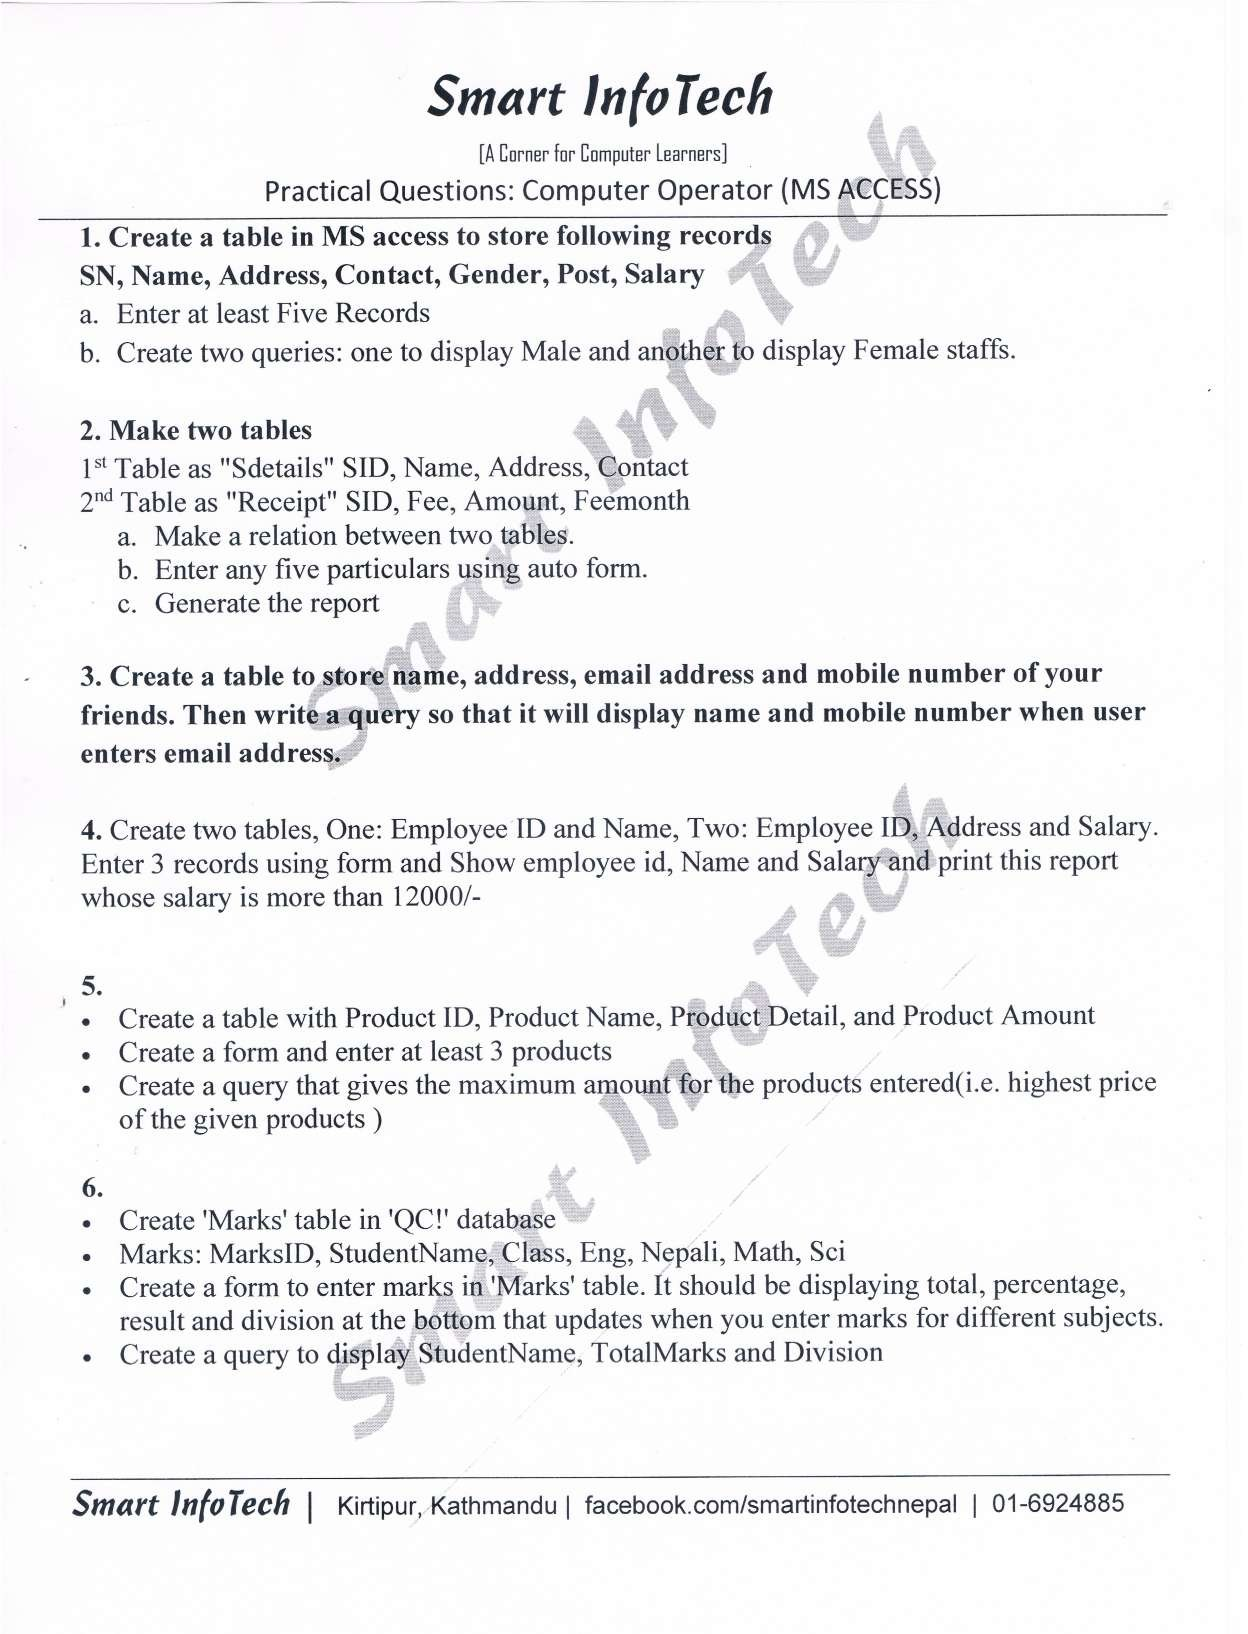 Smart InfoTech
[A Corner for Computer Learners]
Practical Questions: Computer Operator (MS ACCESS)
1. Create a table in MS access to store following records
SN, Name, Address, Contact, Gender, Post, Salary
a. Enter at least Five Records
b. Create two queries: one to display Male and another to display Female staffs.
2. Make two tables
1st Table as "Sdetails" SID, Name, Address, Contact
2nd Table as "Receipt" SID, Fee, Amount, Feemonth
a. Make a relation between two tables.
b. Enter any five particulars using auto form.
c. Generate the report
3. Create a table to store name, address, email address and mobile number of your
friends. Then write a query so that it will display name and mobile number when user
enters email address.
4. Create two tables, One: Employee ID and Name, Two: Employee ID, Address and Salary.
Enter 3 records using form and Show employee id, Name and Salary and print this report
whose salary is more than 12000/-
5.
• Create a table with Product ID, Product Name, Product Detail, and Product Amount
• Create a form and enter at least 3 products
• Create a query that gives the maximum amount for the products entered(i.e. highest price
of the given products )
6.
• Create 'Marks' table in 'QC!' database
• Marks: MarksID, StudentName, Class, Eng, Nepali, Math, Sci
• Create a form to enter marks in 'Marks' table. It should be displaying total, percentage,
result and division at the bottom that updates when you enter marks for different subjects.
• Create a query to display StudentName, TotalMarks and Division
Smart InfoTech | Kirtipur, Kathmandu | facebook.com/smartinfotechnepal | 01-6924885
Smart InfoTech
Smart InfoTech